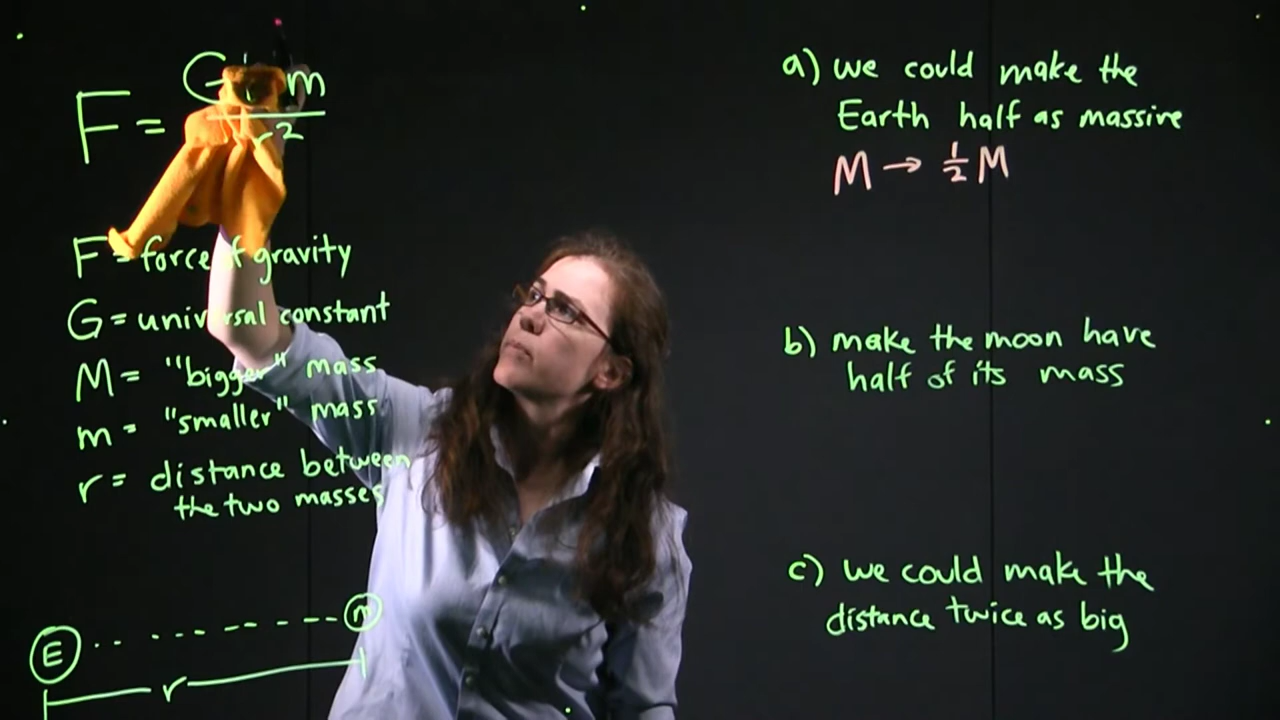 F = G m
r²
F = force of gravity
G = universal constant
M = "bigger" mass
m = "smaller" mass
r = distance between
the two masses
E m
r
a) we could make the
Earth half as massive
M → ½ M
b) make the moon have
half of its mass
c) we could make the
distance twice as big